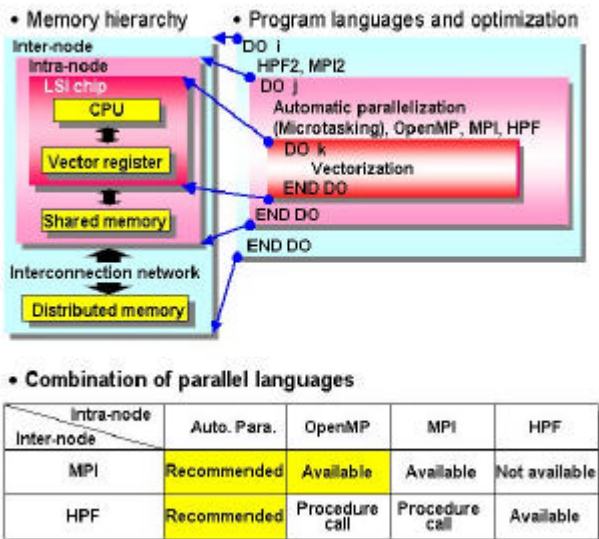 • Memory hierarchy
• Program languages and optimization
Inter-node
Intra-node
LSI chip
CPU
Vector register
Shared memory
Interconnection network
Distributed memory
DO i
HPF2, MPI2
DO j
Automatic parallelization
(Microtasking), OpenMP, MPI, HPF
DO k
Vectorization
END DO
END DO
END DO
• Combination of parallel languages
Intra-node
Inter-node
Auto. Para.
OpenMP
MPI
HPF
MPI
Recommended
Available
Available
Not available
HPF
Recommended
Procedure
call
Procedure
call
Available